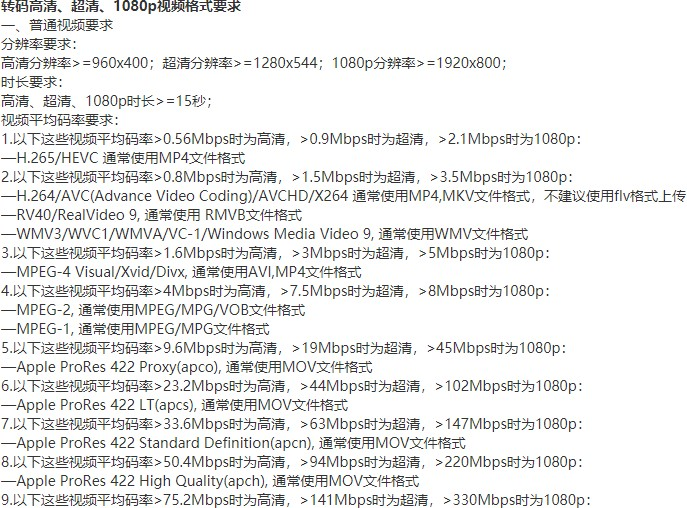 转码高清、超清、1080p视频格式要求
一、普通视频要求
分辨率要求：
高清分辨率>=960x400；超清分辨率>=1280x544；1080p分辨率>=1920x800；
时长要求：
高清、超清、1080p时长>=15秒；
视频平均码率要求：
1.以下这些视频平均码率>0.56Mbps时为高清，>0.9Mbps时为超清，>2.1Mbps时为1080p：
—H.265/HEVC 通常使用MP4文件格式
2.以下这些视频平均码率>0.8Mbps时为高清，>1.5Mbps时为超清，>3.5Mbps时为1080p：
—H.264/AVC(Advance Video Coding)/AVCHD/X264 通常使用MP4,MKV文件格式，不建议使用flv格式上传
—RV40/RealVideo 9, 通常使用 RMVB文件格式
—WMV3/WVC1/WMVA/VC-1/Windows Media Video 9, 通常使用WMV文件格式
3.以下这些视频平均码率>1.6Mbps时为高清，>3Mbps时为超清，>5Mbps时为1080p：
—MPEG-4 Visual/Xvid/Divx, 通常使用AVI,MP4文件格式
4.以下这些视频平均码率>4Mbps时为高清，>7.5Mbps时为超清，>8Mbps时为1080p：
—MPEG-2, 通常使用MPEG/MPG/VOB文件格式
—MPEG-1, 通常使用MPEG/MPG文件格式
5.以下这些视频平均码率>9.6Mbps时为高清，>19Mbps时为超清，>45Mbps时为1080p：
—Apple ProRes 422 Proxy(apco), 通常使用MOV文件格式
6.以下这些视频平均码率>23.2Mbps时为高清，>44Mbps时为超清，>102Mbps时为1080p：
—Apple ProRes 422 LT(apcs), 通常使用MOV文件格式
7.以下这些视频平均码率>33.6Mbps时为高清，>63Mbps时为超清，>147Mbps时为1080p：
—Apple ProRes 422 Standard Definition(apcn), 通常使用MOV文件格式
8.以下这些视频平均码率>50.4Mbps时为高清，>94Mbps时为超清，>220Mbps时为1080p：
—Apple ProRes 422 High Quality(apch), 通常使用MOV文件格式
9.以下这些视频平均码率>75.2Mbps时为高清，>141Mbps时为超清，>330Mbps时为1080p：